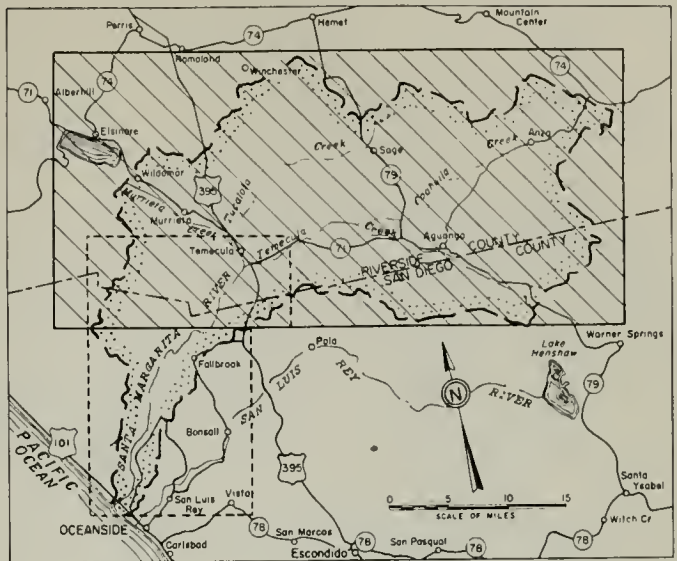 Perris
74
Hemet
Mountain
Center
Romoland
Winchester
74
71
74
Alberhill
Elsinore
Creek
Sage
Creek
Anza
79
Wildomar
395
Tucalota
Coahuila
Murrieta
Murrieta
Creek
Temecula
Temecula
Creek
71
Aguanga
COUNTY
COUNTY
RIVERSIDE
SAN DIEGO
RIVER
SANTA MARGARITA
Fallbrook
Pala
Lake
Henshaw
Warner Springs
79
SAN LUIS REY RIVER
N
Bonsall
101
PACIFIC
OCEAN
395
Santa
Ysabel
0 5 10 15
SCALE OF MILES
San Luis
Rey
Vista
OCEANSIDE
78
San Marcos
78
Witch Cr
Carlsbad
Escondido
78
San Pasqual
78